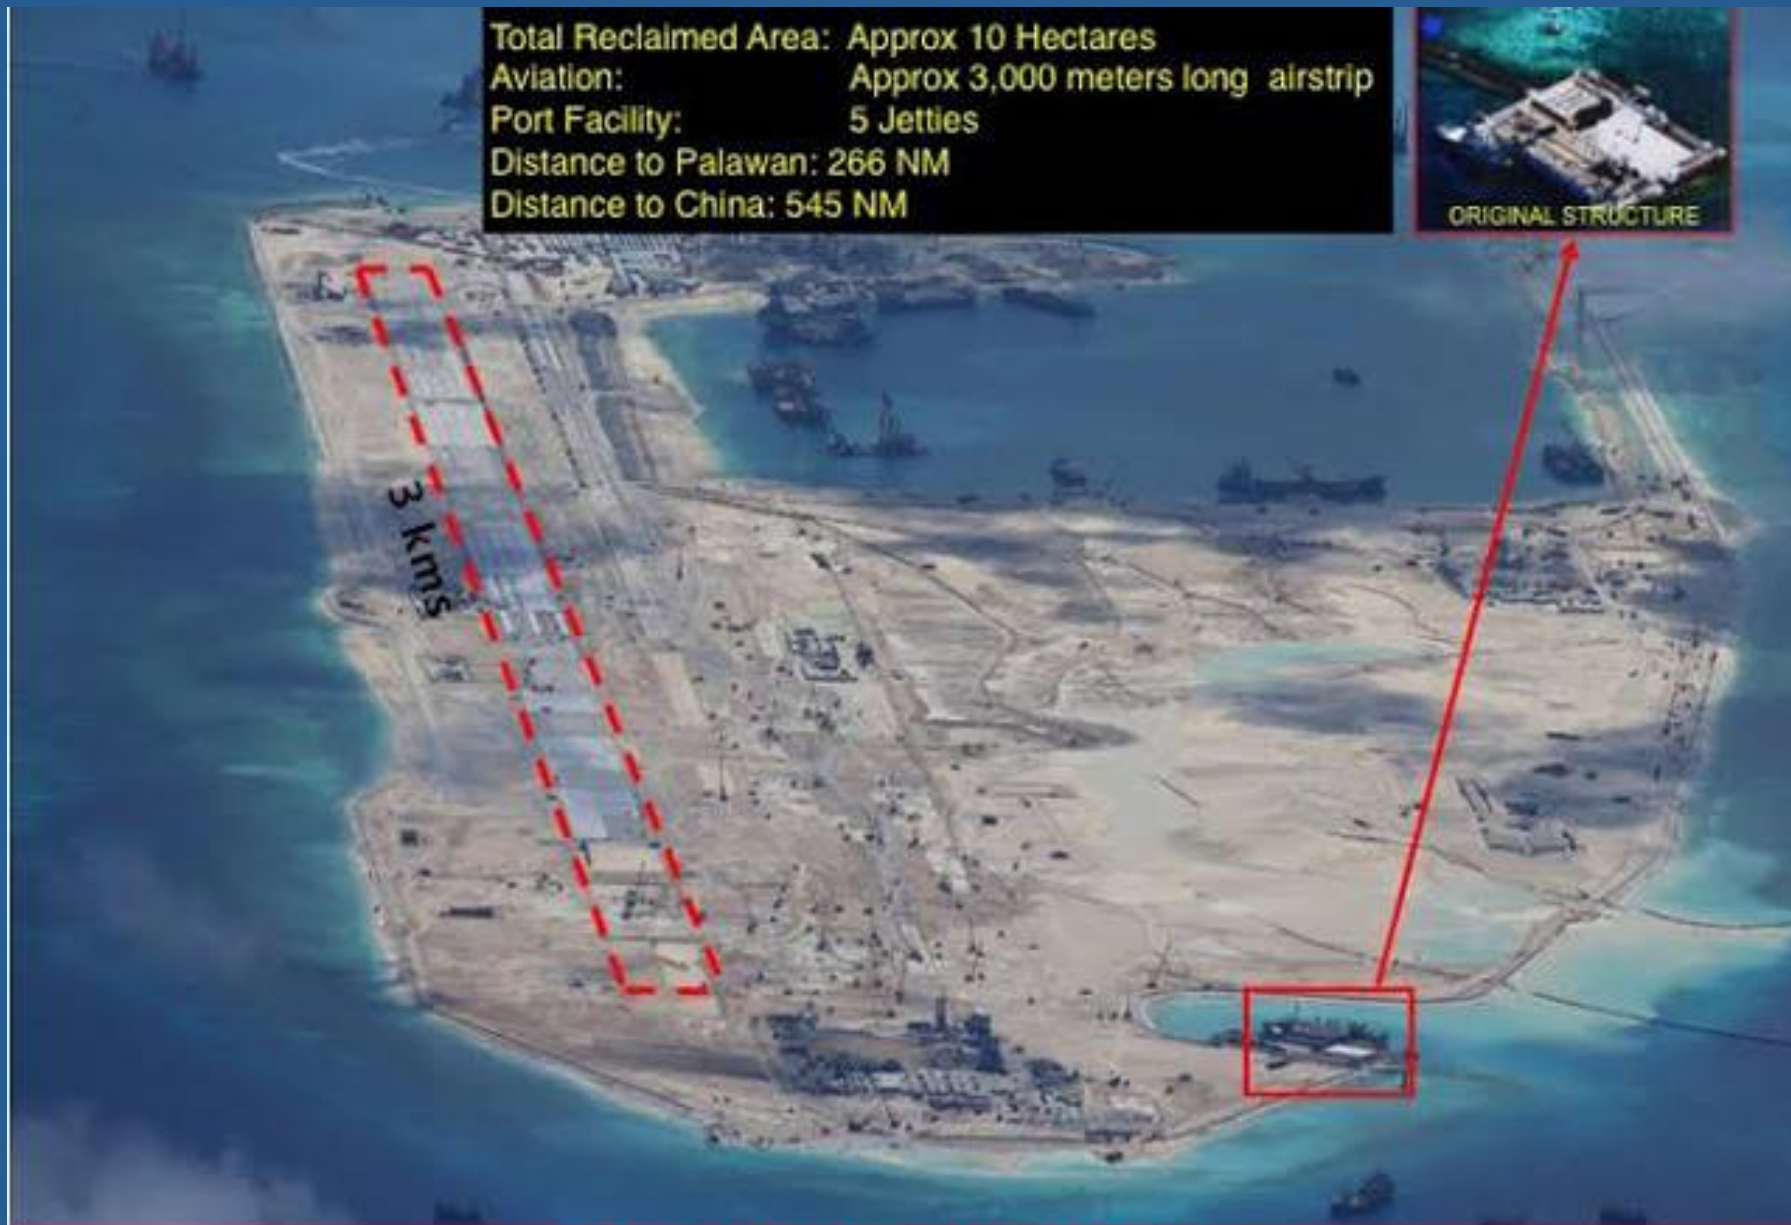 Total Reclaimed Area: Approx 10 Hectares
Aviation: Approx 3,000 meters long airstrip
Port Facility: 5 Jetties
Distance to Palawan: 266 NM
Distance to China: 545 NM
ORIGINAL STRUCTURE
3 kms